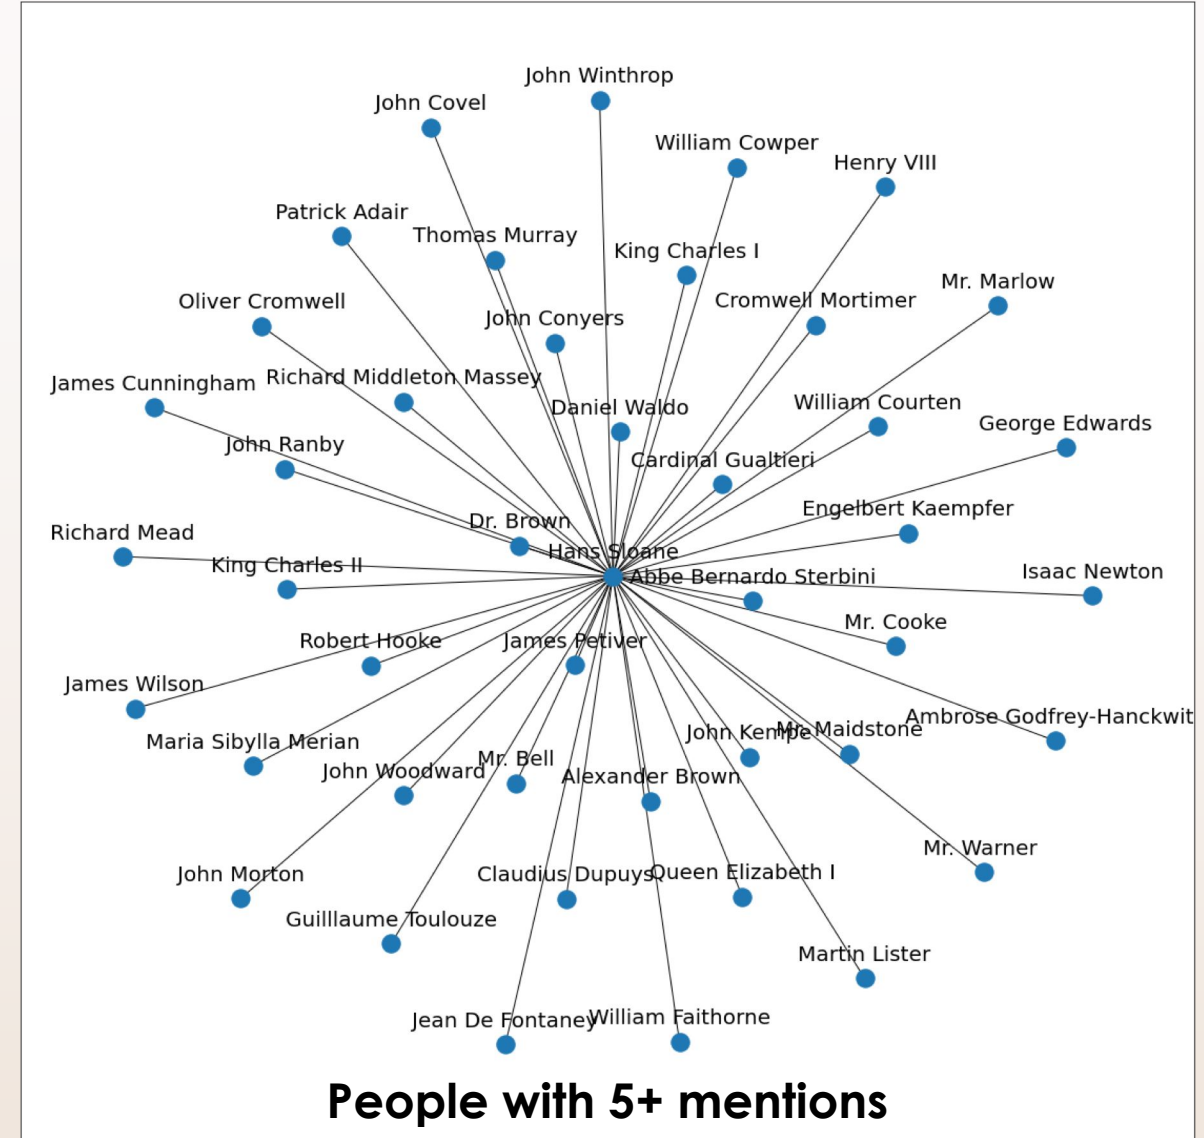 John Winthrop
John Covel
William Cowper
Henry VIII
Patrick Adair
Thomas Murray
King Charles I
Mr. Marlow
Oliver Cromwell
Cromwell Mortimer
John Conyers
James Cunningham
Richard Middleton Massey
Daniel Waldo
William Courten
George Edwards
John Ranby
Cardinal Gualtieri
Engelbert Kaempfer
Dr. Brown
Richard Mead
Hans Sloane
King Charles II
Abbe Bernardo Sterbini
Isaac Newton
Mr. Cooke
Robert Hooke
James Petiver
James Wilson
Ambrose Godfrey-Hanckwit
John Kempe
Mr. Maidstone
Maria Sibylla Merian
Mr. Bell
John Woodward
Alexander Brown
Mr. Warner
John Morton
Claudius Dupuys
Queen Elizabeth I
Guilllaume Toulouze
Martin Lister
Jean De Fontaney
William Faithorne
People with 5+ mentions